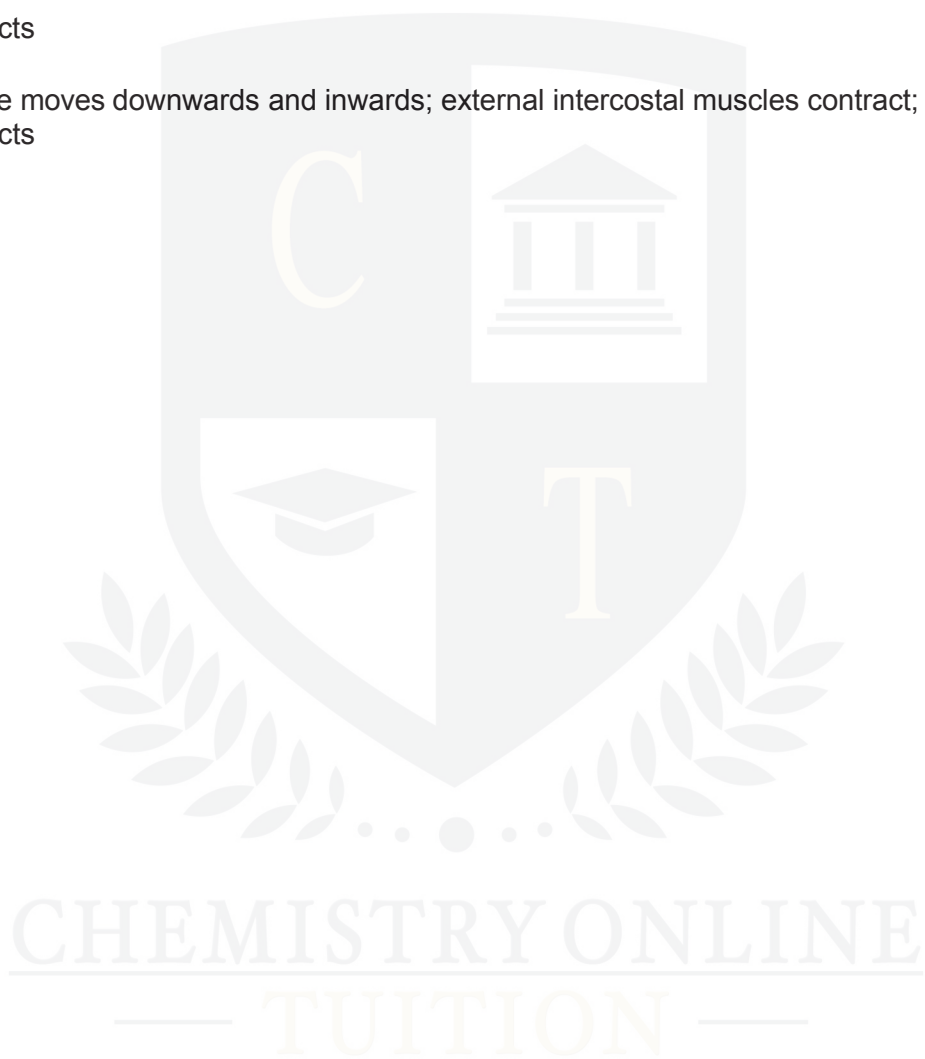 cts
e moves downwards and inwards; external intercostal muscles contract;
cts
C
T
CHEMISTRY ONLINE
TUITION